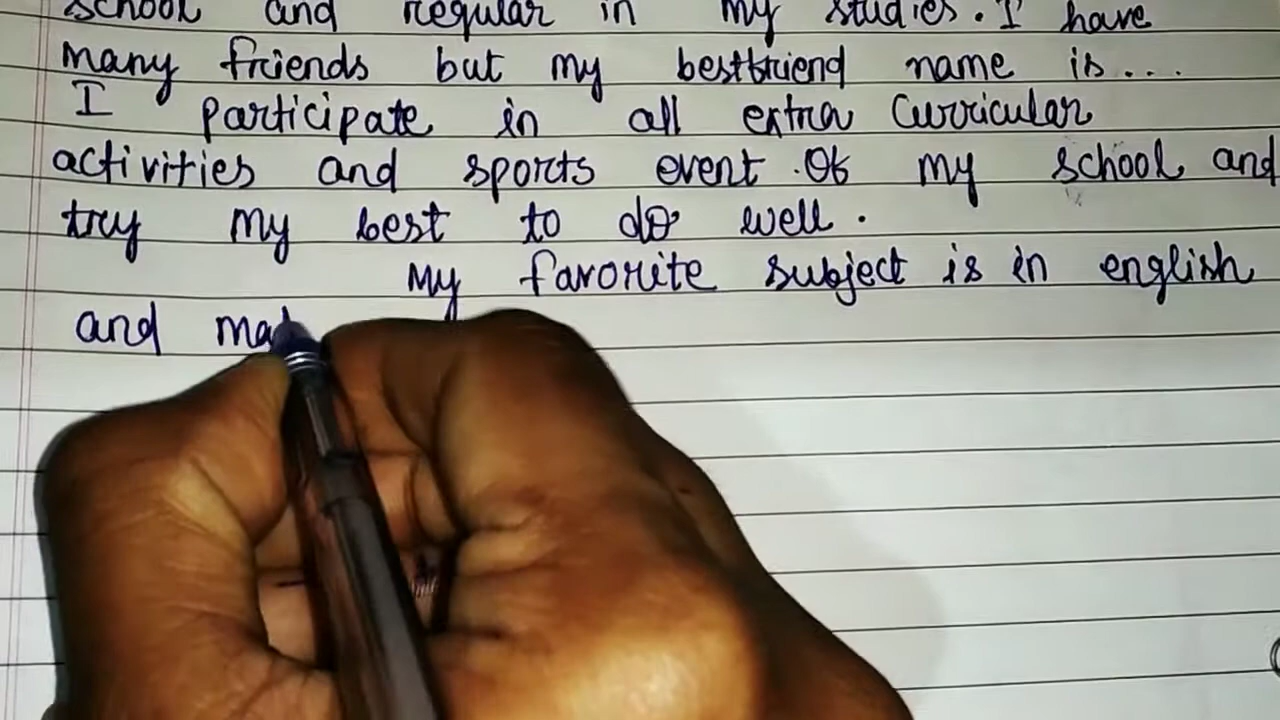 school and regular in my studies. I have
many friends but my bestfriend name is...
I participate in all extra curricular
activities and sports event of my school and
try my best to do well.
My favorite subject is in english
and